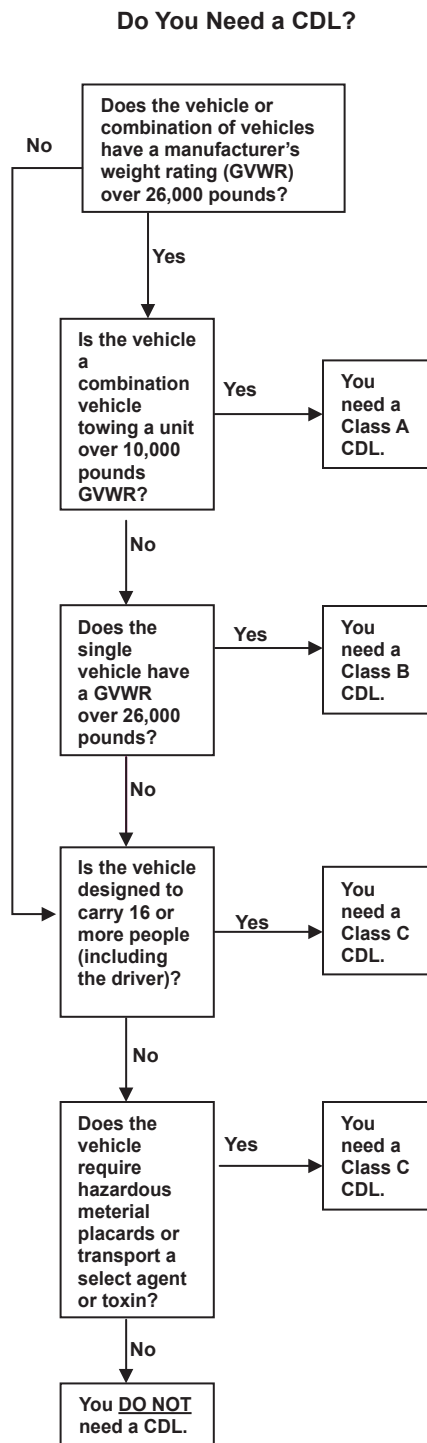 Do You Need a CDL?
Does the vehicle or
combination of vehicles
have a manufacturer's
weight rating (GVWR)
over 26,000 pounds?
No
Yes
Is the vehicle
a
combination
vehicle
towing a unit
over 10,000
pounds
GVWR?
Yes
You
need a
Class A
CDL.
No
Does the
single
vehicle have
a GVWR
over 26,000
pounds?
Yes
You
need a
Class B
CDL.
No
Is the vehicle
designed to
carry 16 or
more people
(including
the driver)?
Yes
You
need a
Class C
CDL.
No
Does the
vehicle
require
hazardous
meterial
placards or
transport a
select agent
or toxin?
Yes
You
need a
Class C
CDL.
No
You DO NOT
need a CDL.